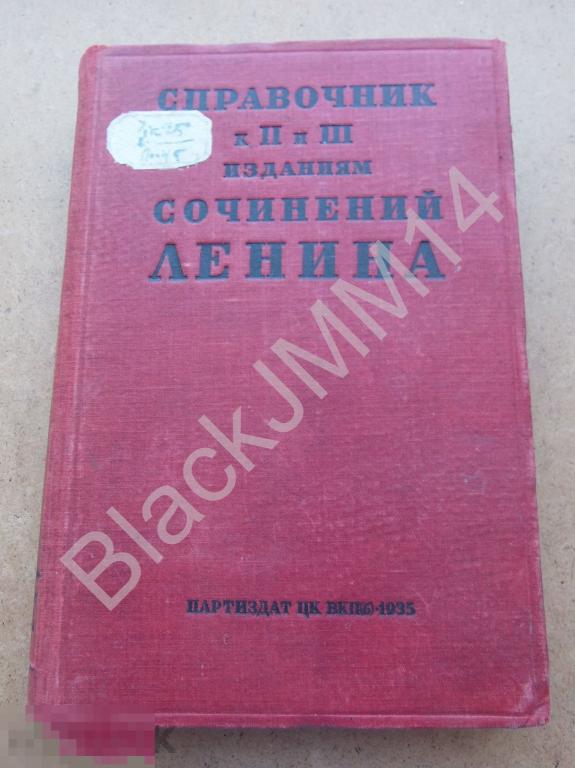 СПРАВОЧНИК
к II и III
ИЗДАНИЯМ
СОЧИНЕНИЙ
ЛЕНИНА
BlackJMM14
ПАРТИЗДАТ ЦК ВКП(б)•1935